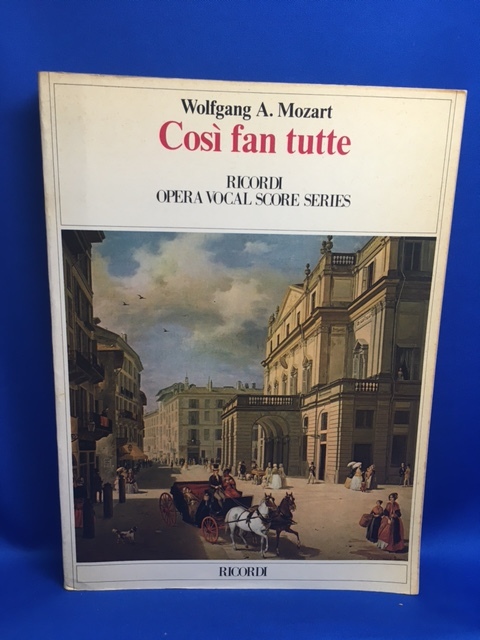 Wolfgang A. Mozart
Così fan tutte
RICORDI
OPERA VOCAL SCORE SERIES
RICORDI